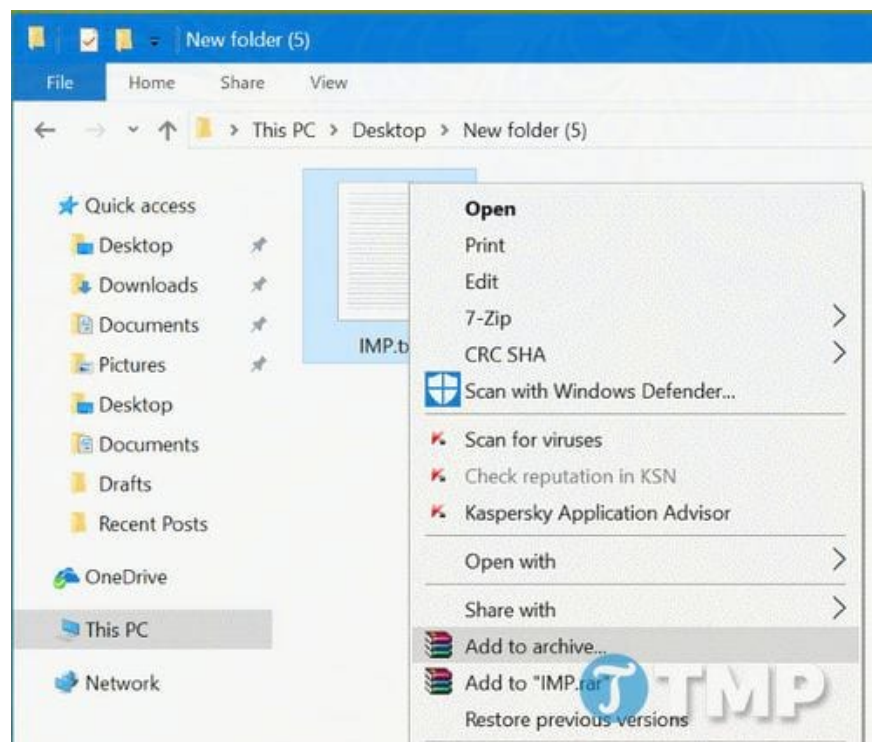 New folder (5)
File Home Share View
This PC > Desktop > New folder (5)
Quick access
Desktop
Downloads
Documents
Pictures
Desktop
Documents
Drafts
Recent Posts
OneDrive
This PC
Network
IMP.t
Open
Print
Edit
7-Zip
CRC SHA
Scan with Windows Defender...
Scan for viruses
Check reputation in KSN
Kaspersky Application Advisor
Open with
Share with
Add to archive...
Add to "IMP.rar"
Restore previous versions
TMP